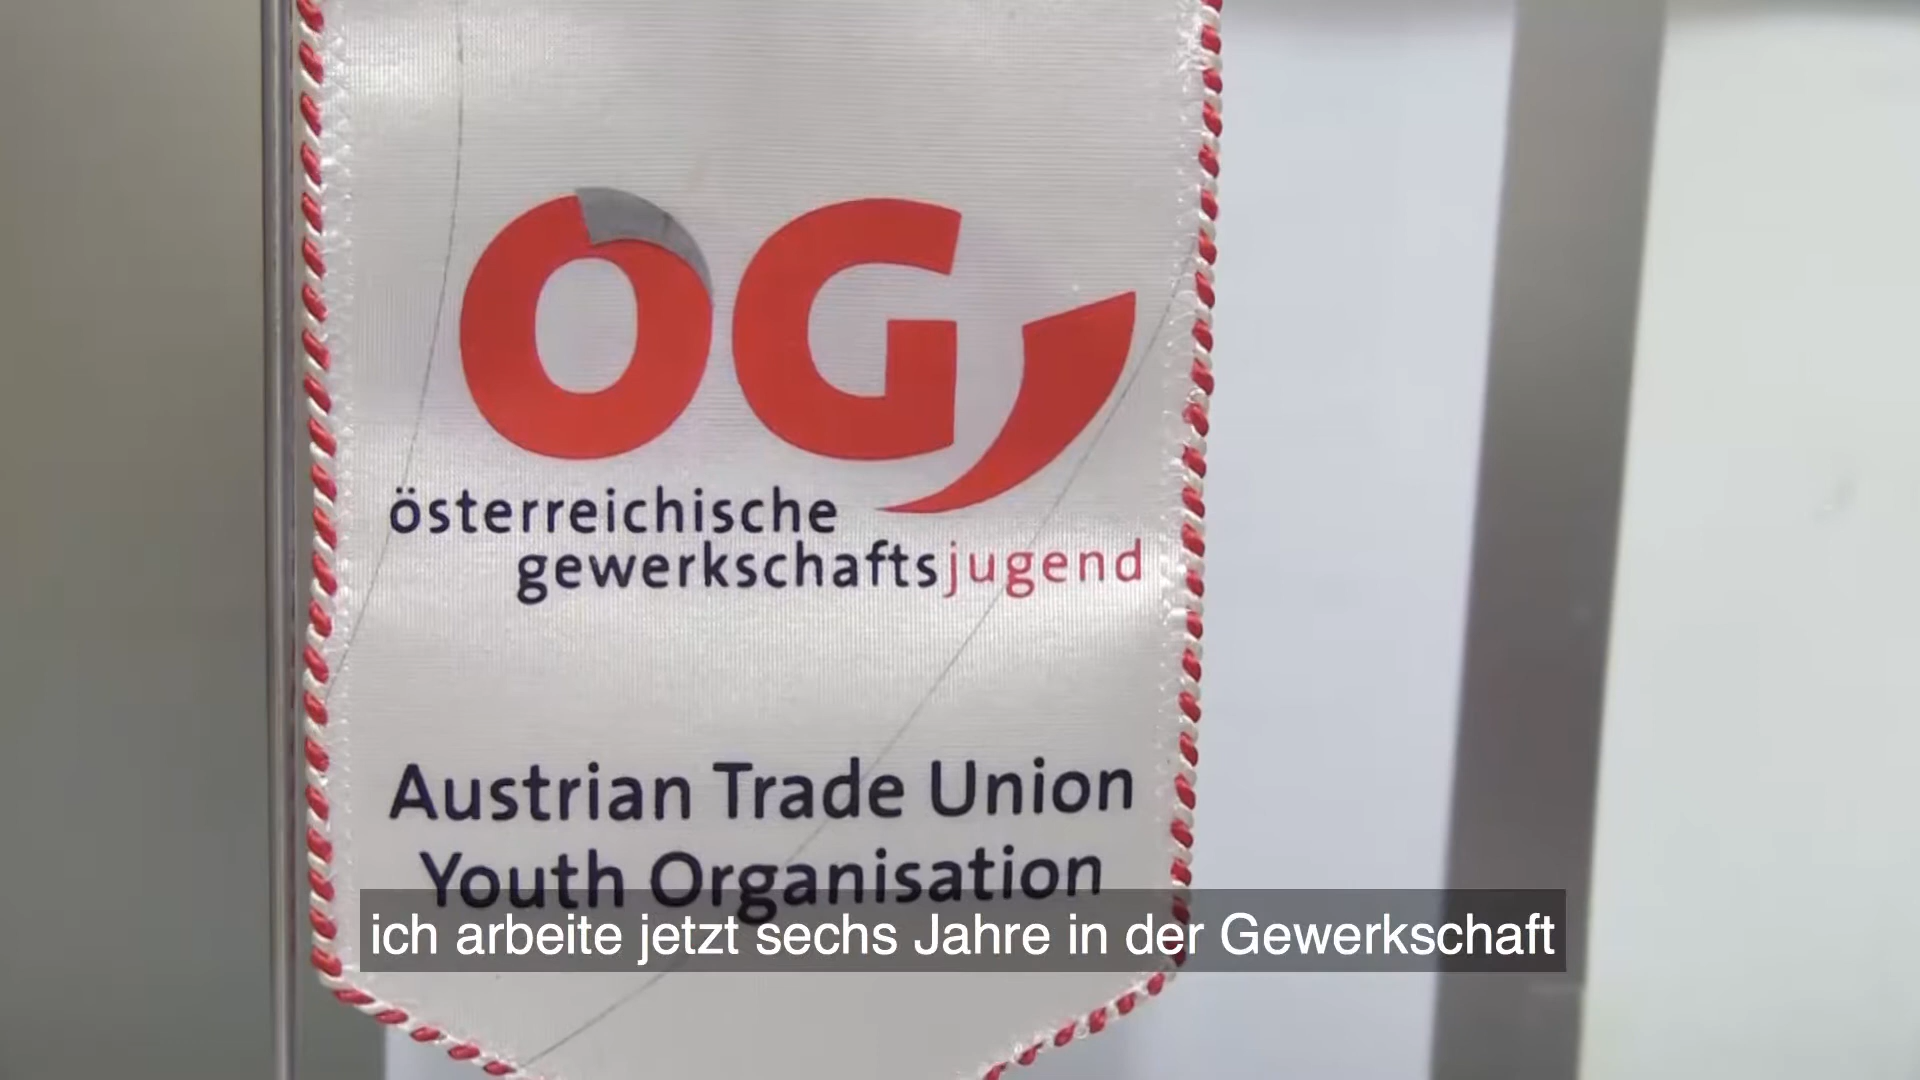 ÖGJ
österreichische
gewerkschaftsjugend
Austrian Trade Union
Youth Organisation
ich arbeite jetzt sechs Jahre in der Gewerkschaft